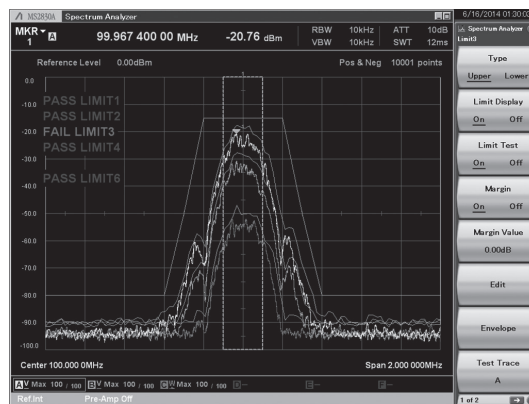 MS2830A Spectrum Analyzer
6/16/2014 01:30:03
MKR 1 A 99.967 400 00 MHz -20.76 dBm
RBW 10kHz ATT 10dB
VBW 10kHz SWT 12ms
Reference Level 0.00dBm Pos & Neg 10001 points
0.0
-10.0
-20.0
-30.0
-40.0
-50.0
-60.0
-70.0
-80.0
-90.0
-100.0
PASS LIMIT1
PASS LIMIT2
FAIL LIMIT3
PASS LIMIT4
PASS LIMIT6
Center 100.000 0MHz Span 2.000 000MHz
A V Max 100 / 100 B V Max 100 / 100 C W Max 100 / 100 D -- E -- F --
Ref.Int Pre-Amp Off
Spectrum Analyzer
Limit3
Type
Upper Lower
Limit Display
On Off
Limit Test
On Off
Margin
On Off
Margin Value
0.00dB
Edit
Envelope
Test Trace
A
1 of 2